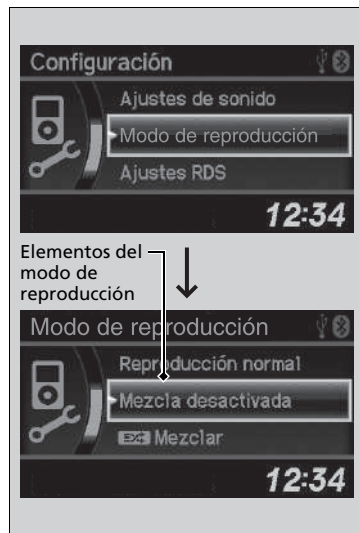 Configuración
Ajustes de sonido
Modo de reproducción
Ajustes RDS
12:34
Elementos del
modo de
reproducción
Modo de reproducción
Reproducción normal
Mezcla desactivada
Mezclar
12:34